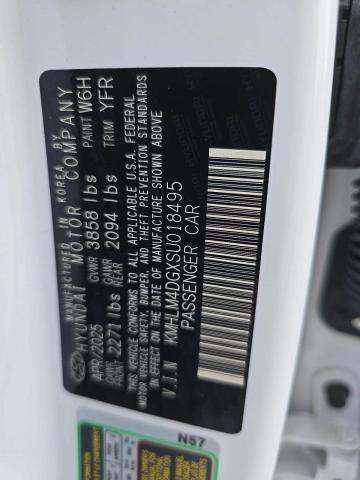 MANUFACTURED IN KOREA BY
HYUNDAI MOTOR COMPANY
APR/2025 GVWR 3858 lbs PAINT W6H
GAWR FRONT 2271 lbs GAWR REAR 2094 lbs TRIM YFR
THIS VEHICLE CONFORMS TO ALL APPLICABLE U.S.A. FEDERAL
MOTOR VEHICLE SAFETY, BUMPER, AND THEFT PREVENTION STANDARDS
IN EFFECT ON THE DATE OF MANUFACTURE SHOWN ABOVE
V.I.N KMHLM4DGXSU018495
PASSENGER CAR
N57